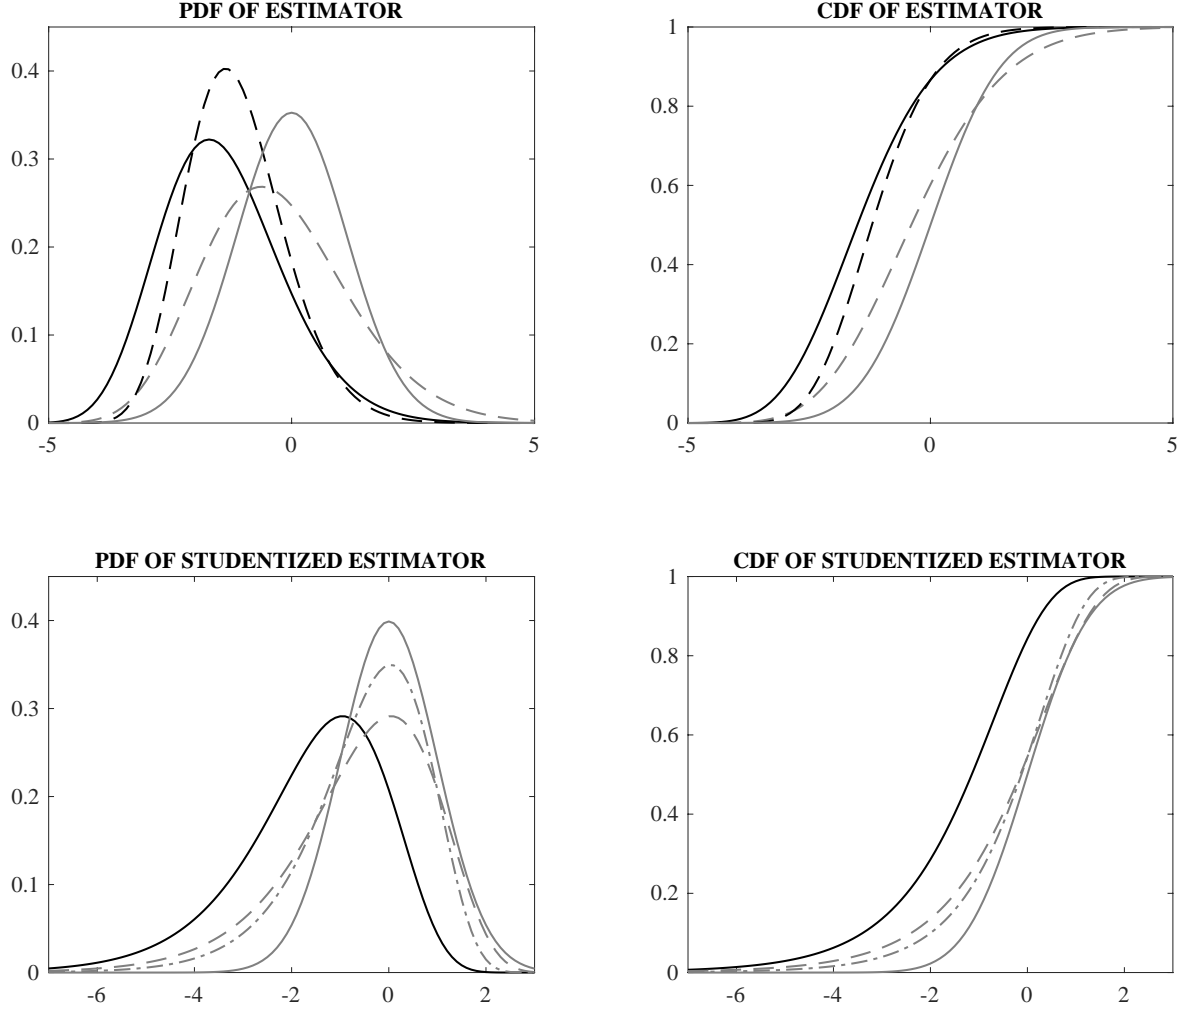 PDF OF ESTIMATOR
0.4
0.3
0.2
0.1
0
-5 0 5
CDF OF ESTIMATOR
1
0.8
0.6
0.4
0.2
0
-5 0 5
PDF OF STUDENTIZED ESTIMATOR
0.4
0.3
0.2
0.1
0
-6 -4 -2 0 2
CDF OF STUDENTIZED ESTIMATOR
1
0.8
0.6
0.4
0.2
0
-6 -4 -2 0 2